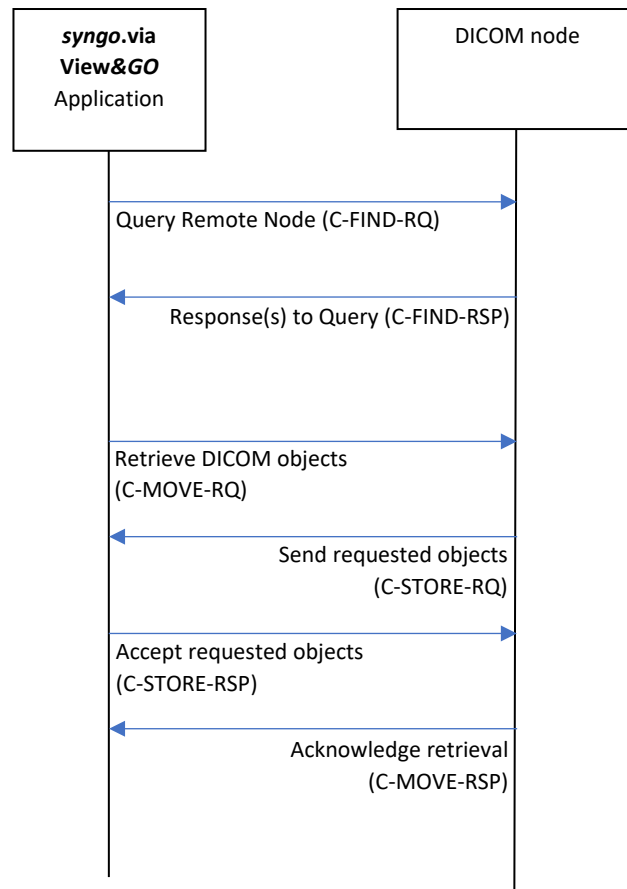 syngo.via
View&GO
Application
DICOM node
Query Remote Node (C-FIND-RQ)
Response(s) to Query (C-FIND-RSP)
Retrieve DICOM objects
(C-MOVE-RQ)
Send requested objects
(C-STORE-RQ)
Accept requested objects
(C-STORE-RSP)
Acknowledge retrieval
(C-MOVE-RSP)